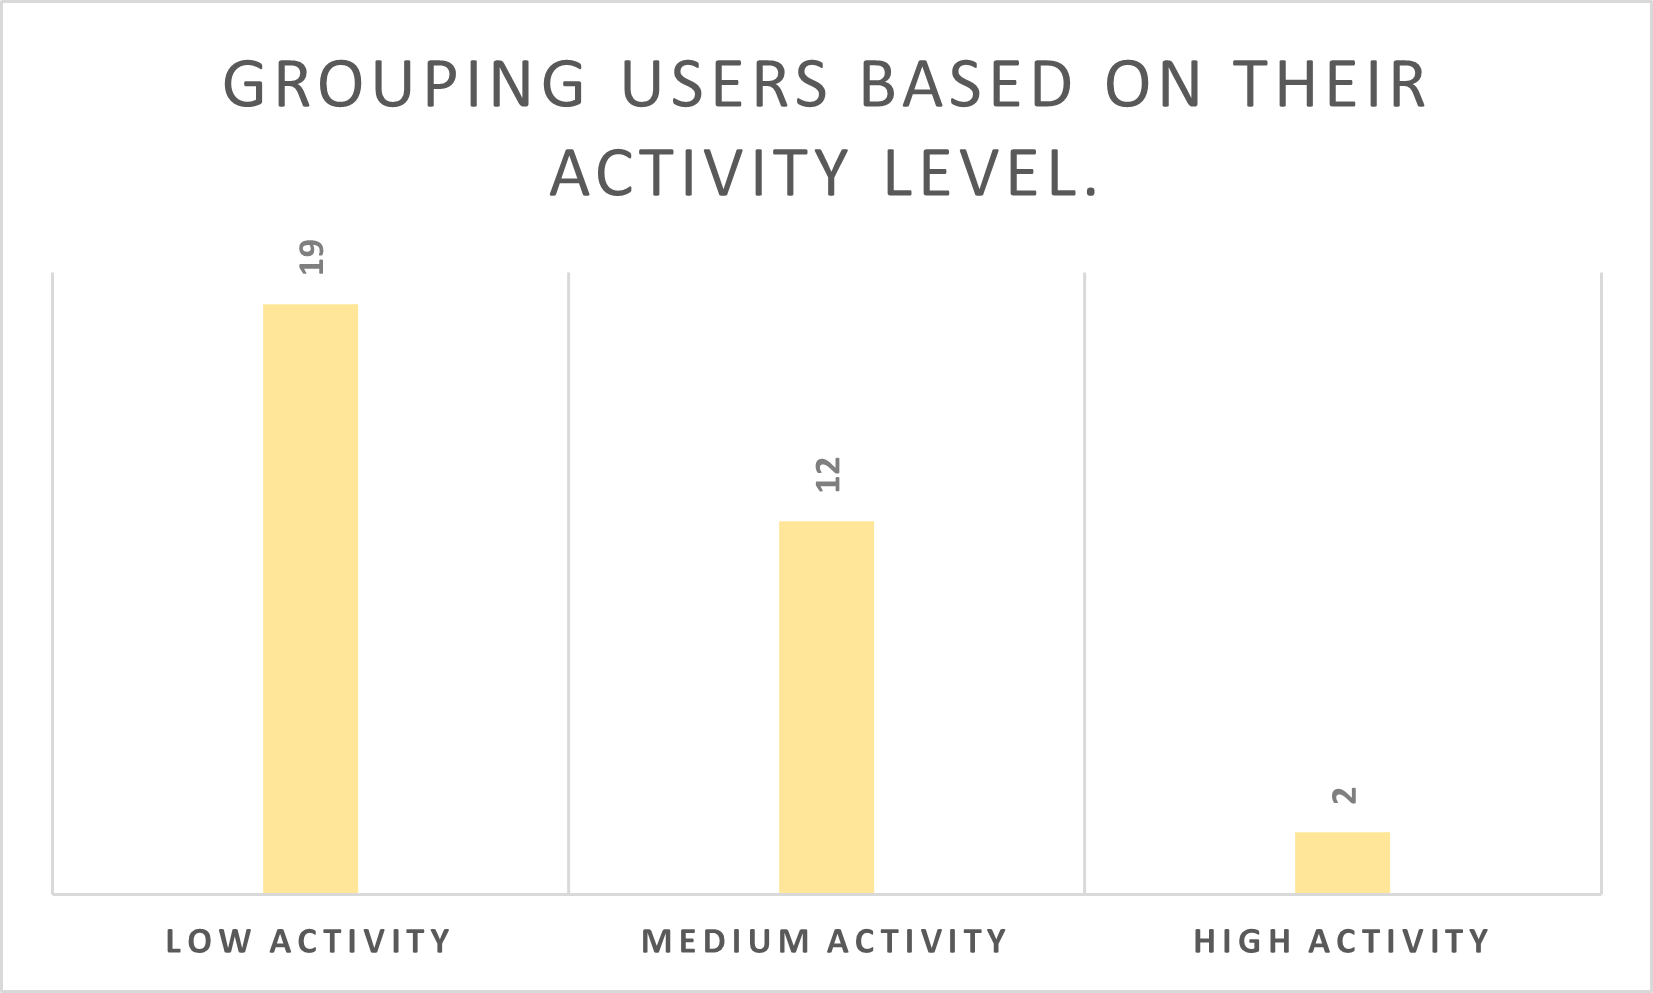 GROUPING USERS BASED ON THEIR
ACTIVITY LEVEL.
19
12
2
LOW ACTIVITY
MEDIUM ACTIVITY
HIGH ACTIVITY